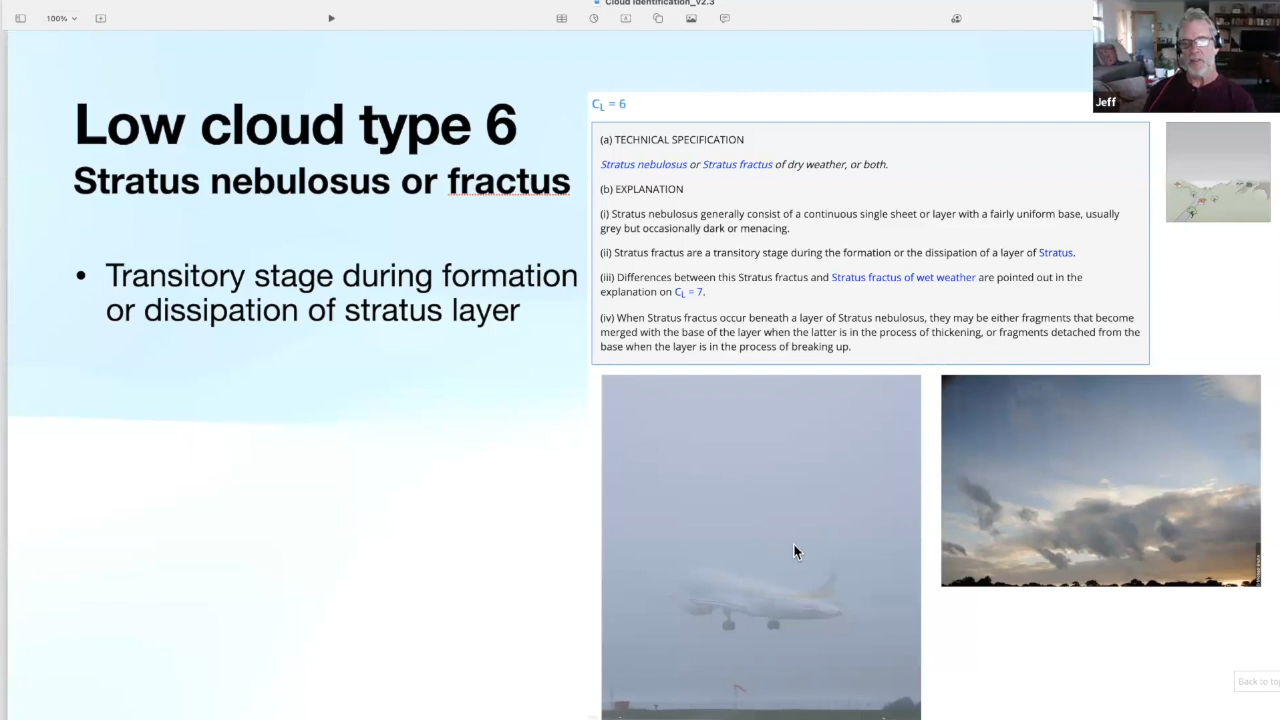 Cloud Identification_v2.3
100%
Jeff
Low cloud type 6
Stratus nebulosus or fractus
• Transitory stage during formation
or dissipation of stratus layer
CL = 6
(a) TECHNICAL SPECIFICATION
Stratus nebulosus or Stratus fractus of dry weather, or both.
(b) EXPLANATION
(i) Stratus nebulosus generally consist of a continuous single sheet or layer with a fairly uniform base, usually
grey but occasionally dark or menacing.
(ii) Stratus fractus are a transitory stage during the formation or the dissipation of a layer of Stratus.
(iii) Differences between this Stratus fractus and Stratus fractus of wet weather are pointed out in the
explanation on CL = 7.
(iv) When Stratus fractus occur beneath a layer of Stratus nebulosus, they may be either fragments that become
merged with the base of the layer when the latter is in the process of thickening, or fragments detached from the
base when the layer is in the process of breaking up.
Back to